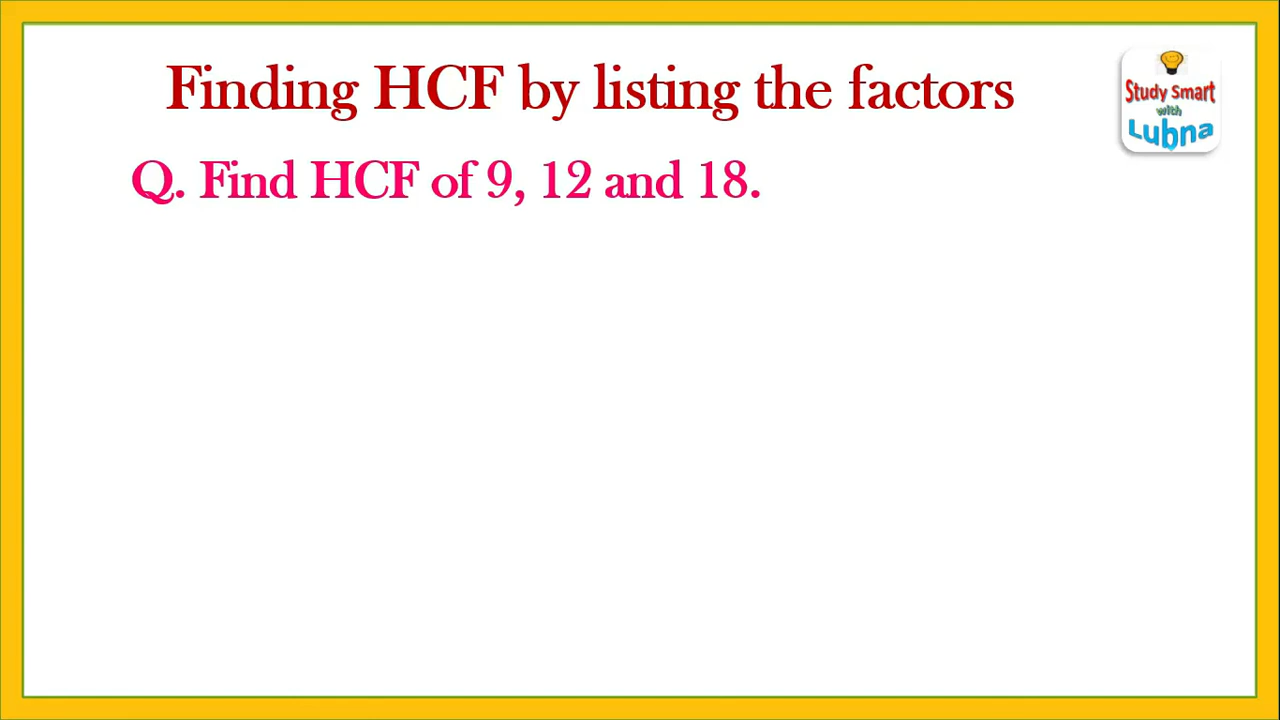 Finding HCF by listing the factors
Study Smart
with
Lubna
Q. Find HCF of 9, 12 and 18.